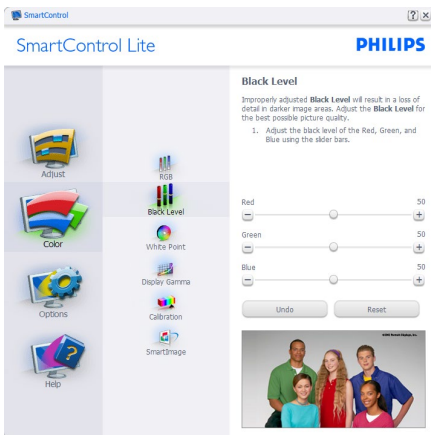 SmartControl
SmartControl Lite
PHILIPS
Adjust
Color
Options
Help
RGB
Black Level
White Point
Display Gamma
Calibration
SmartImage
Black Level
Improperly adjusted Black Level will result in a loss of
detail in darker image areas. Adjust the Black Level for
the best possible picture quality.
1. Adjust the black level of the Red, Green, and
Blue using the slider bars.
Red 50
Green 50
Blue 50
Undo Reset